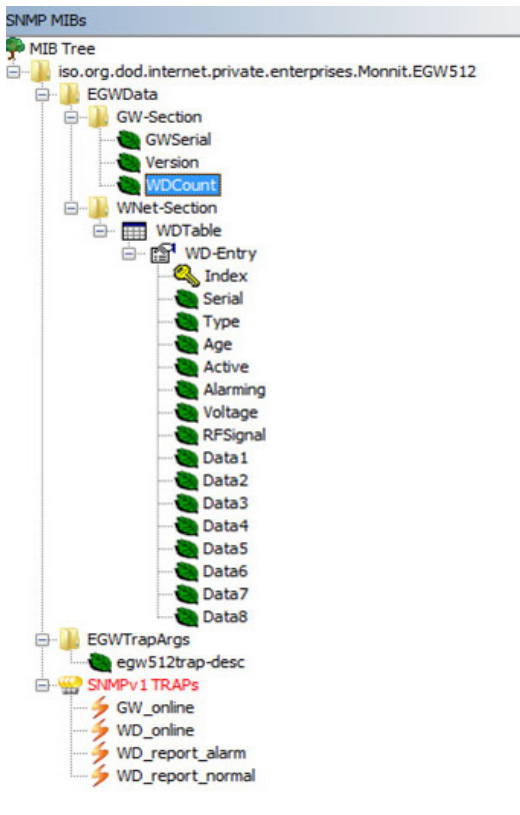 SNMP MIBs
MIB Tree
iso.org.dod.internet.private.enterprises.Monnit.EGW512
EGWData
GW-Section
GWSerial
Version
WDCount
WNet-Section
WDTable
WD-Entry
Index
Serial
Type
Age
Active
Alarming
Voltage
RFSignal
Data1
Data2
Data3
Data4
Data5
Data6
Data7
Data8
EGWTrapArgs
egw512trap-desc
SNMPv1 TRAPs
GW_online
WD_online
WD_report_alarm
WD_report_normal